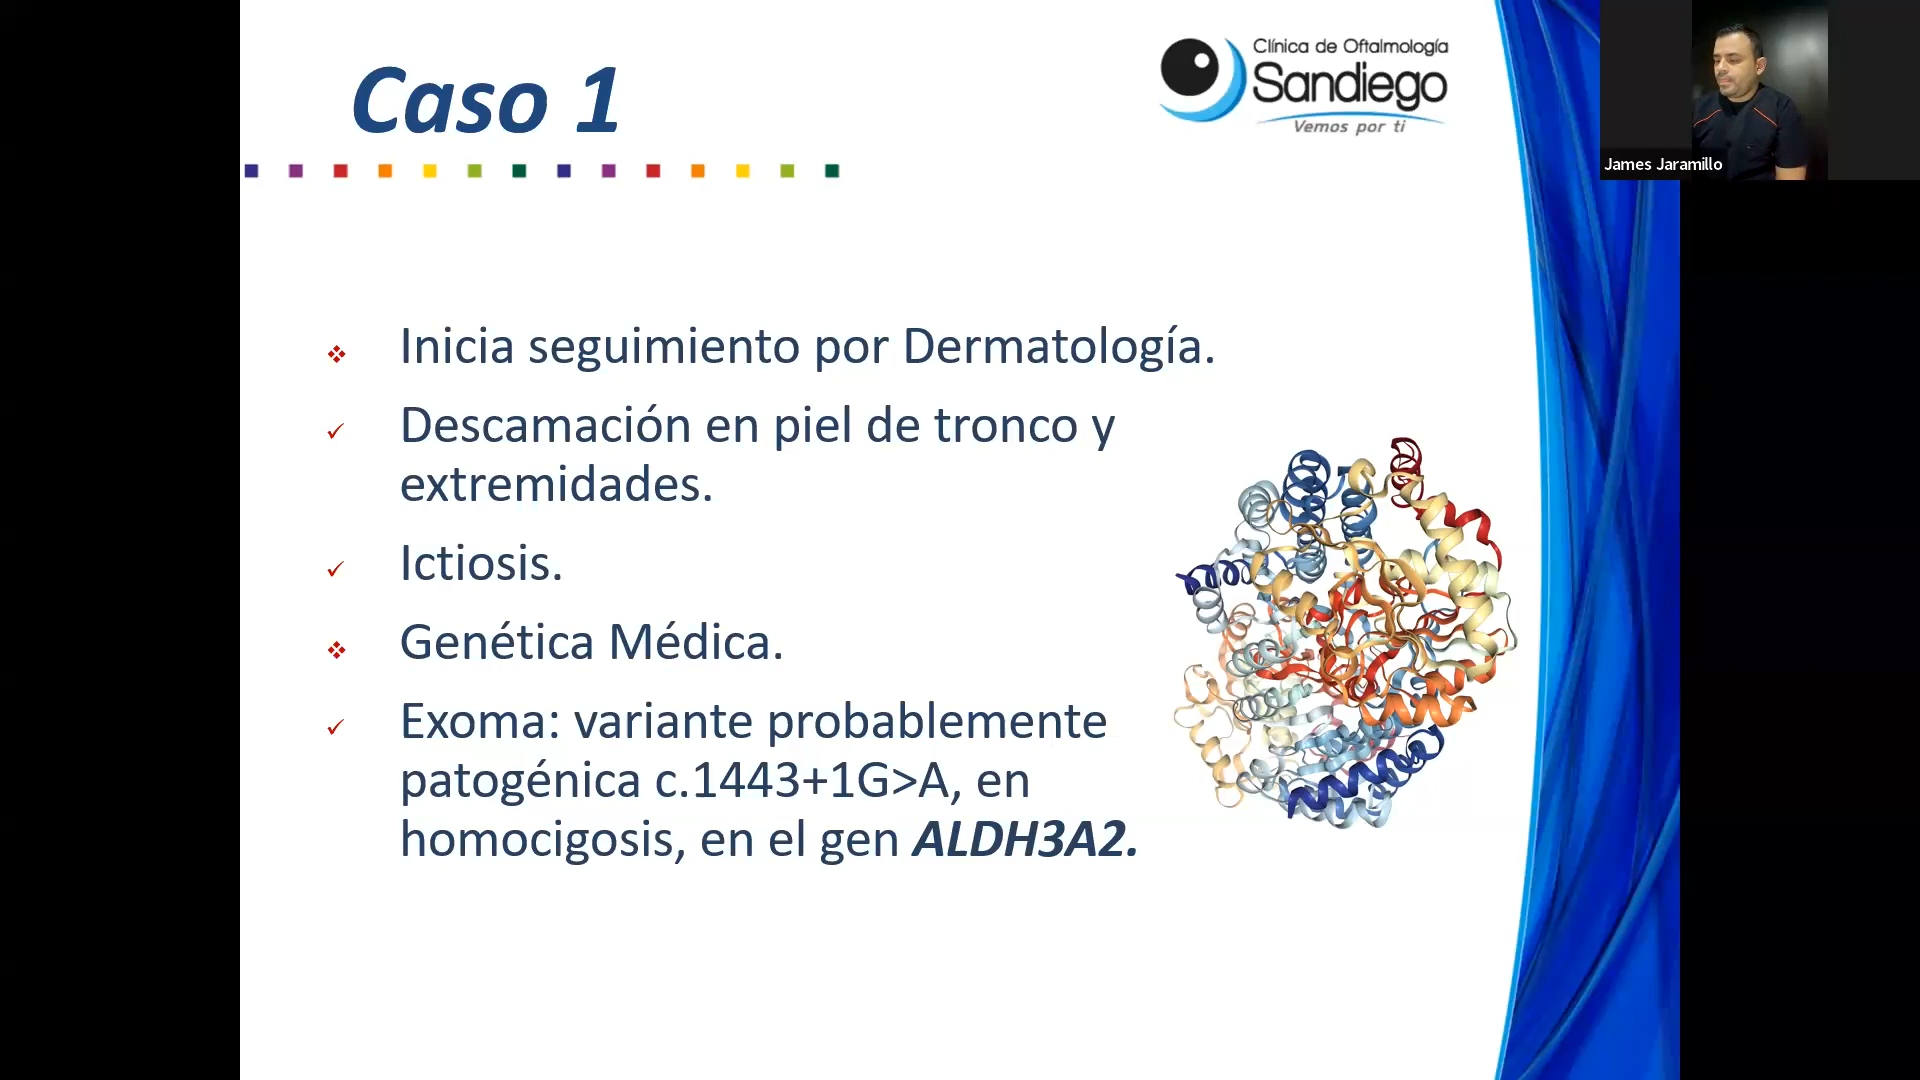 Caso 1
Clínica de Oftalmología
Sandiego
Vemos por ti
James Jaramillo
Inicia seguimiento por Dermatología.
Descamación en piel de tronco y
extremidades.
Ictiosis.
Genética Médica.
Exoma: variante probablemente
patogénica c.1443+1G>A, en
homocigosis, en el gen ALDH3A2.